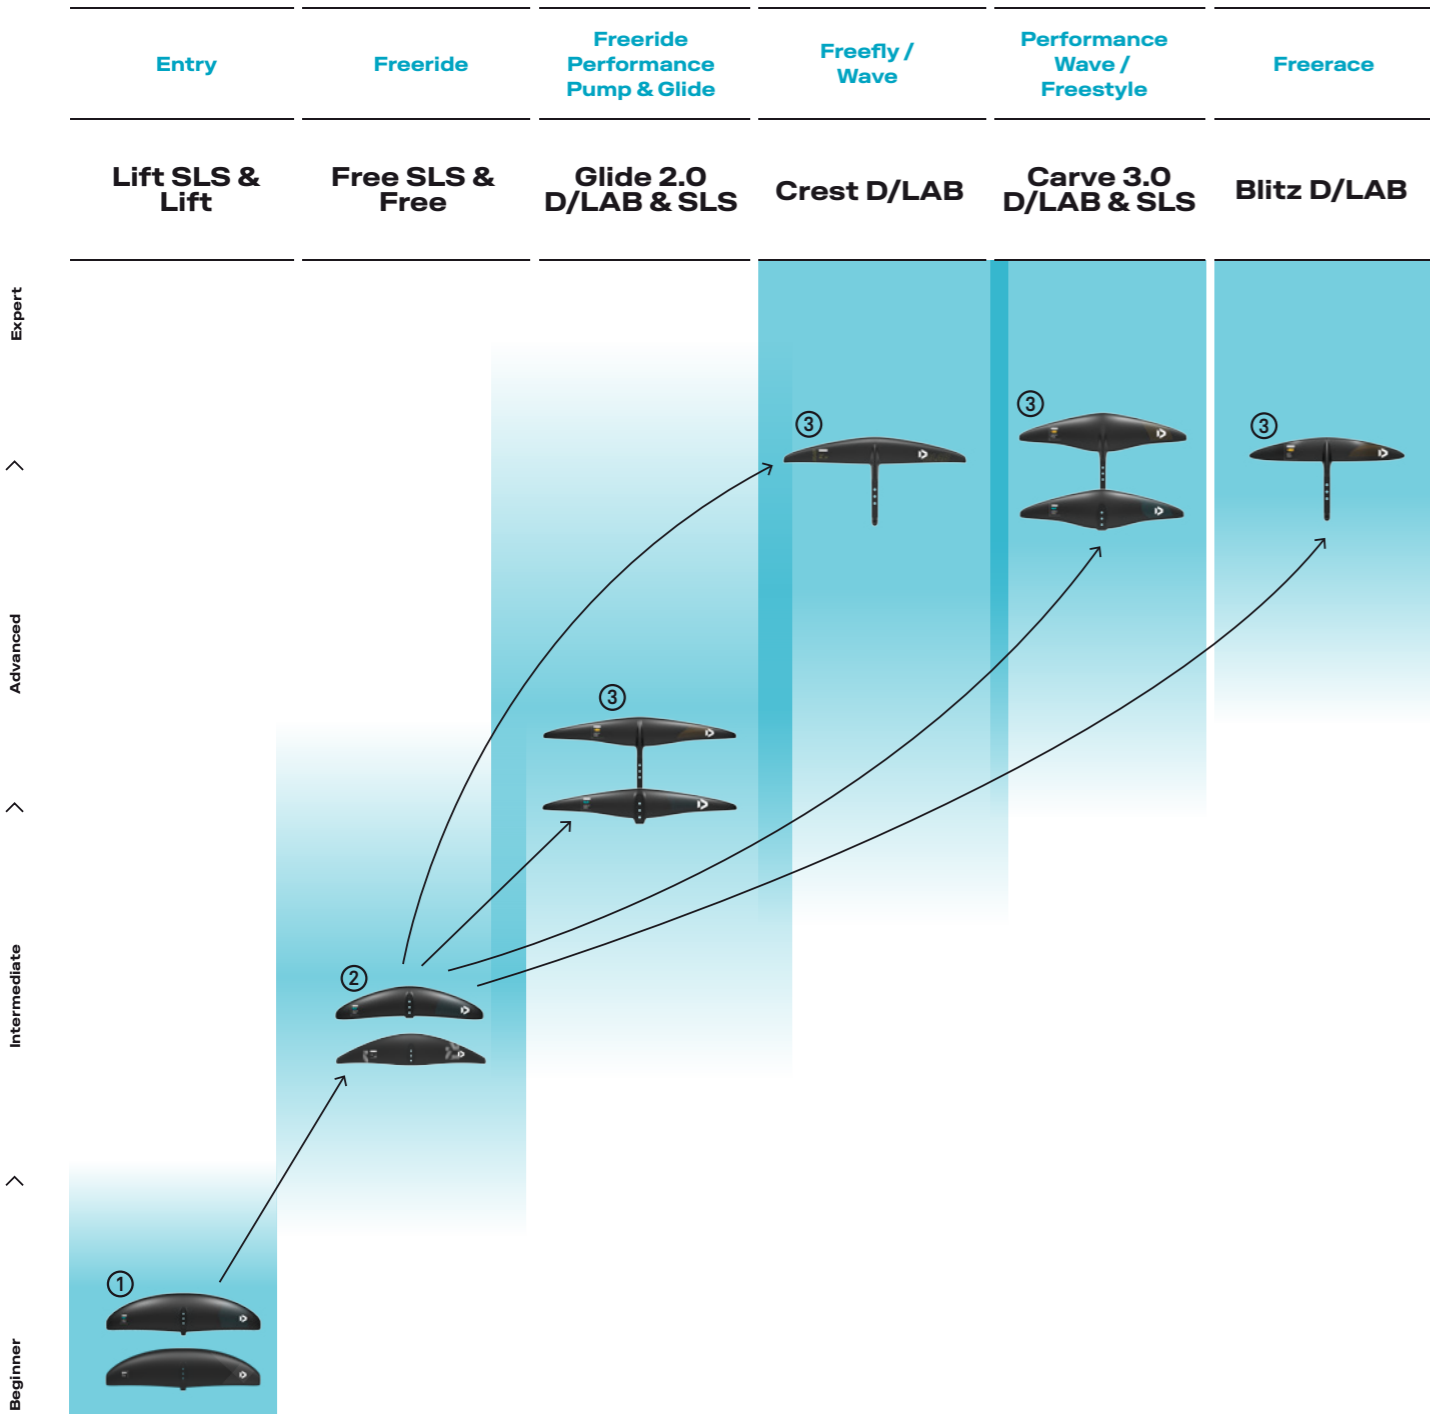 Entry
Freeride
Freeride
Performance
Pump & Glide
Freefly /
Wave
Performance
Wave /
Freestyle
Freerace
Lift SLS &
Lift
Free SLS &
Free
Glide 2.0
D/LAB & SLS
Crest D/LAB
Carve 3.0
D/LAB & SLS
Blitz D/LAB
Expert
3
3
3
Advanced
3
Intermediate
2
1
Beginner